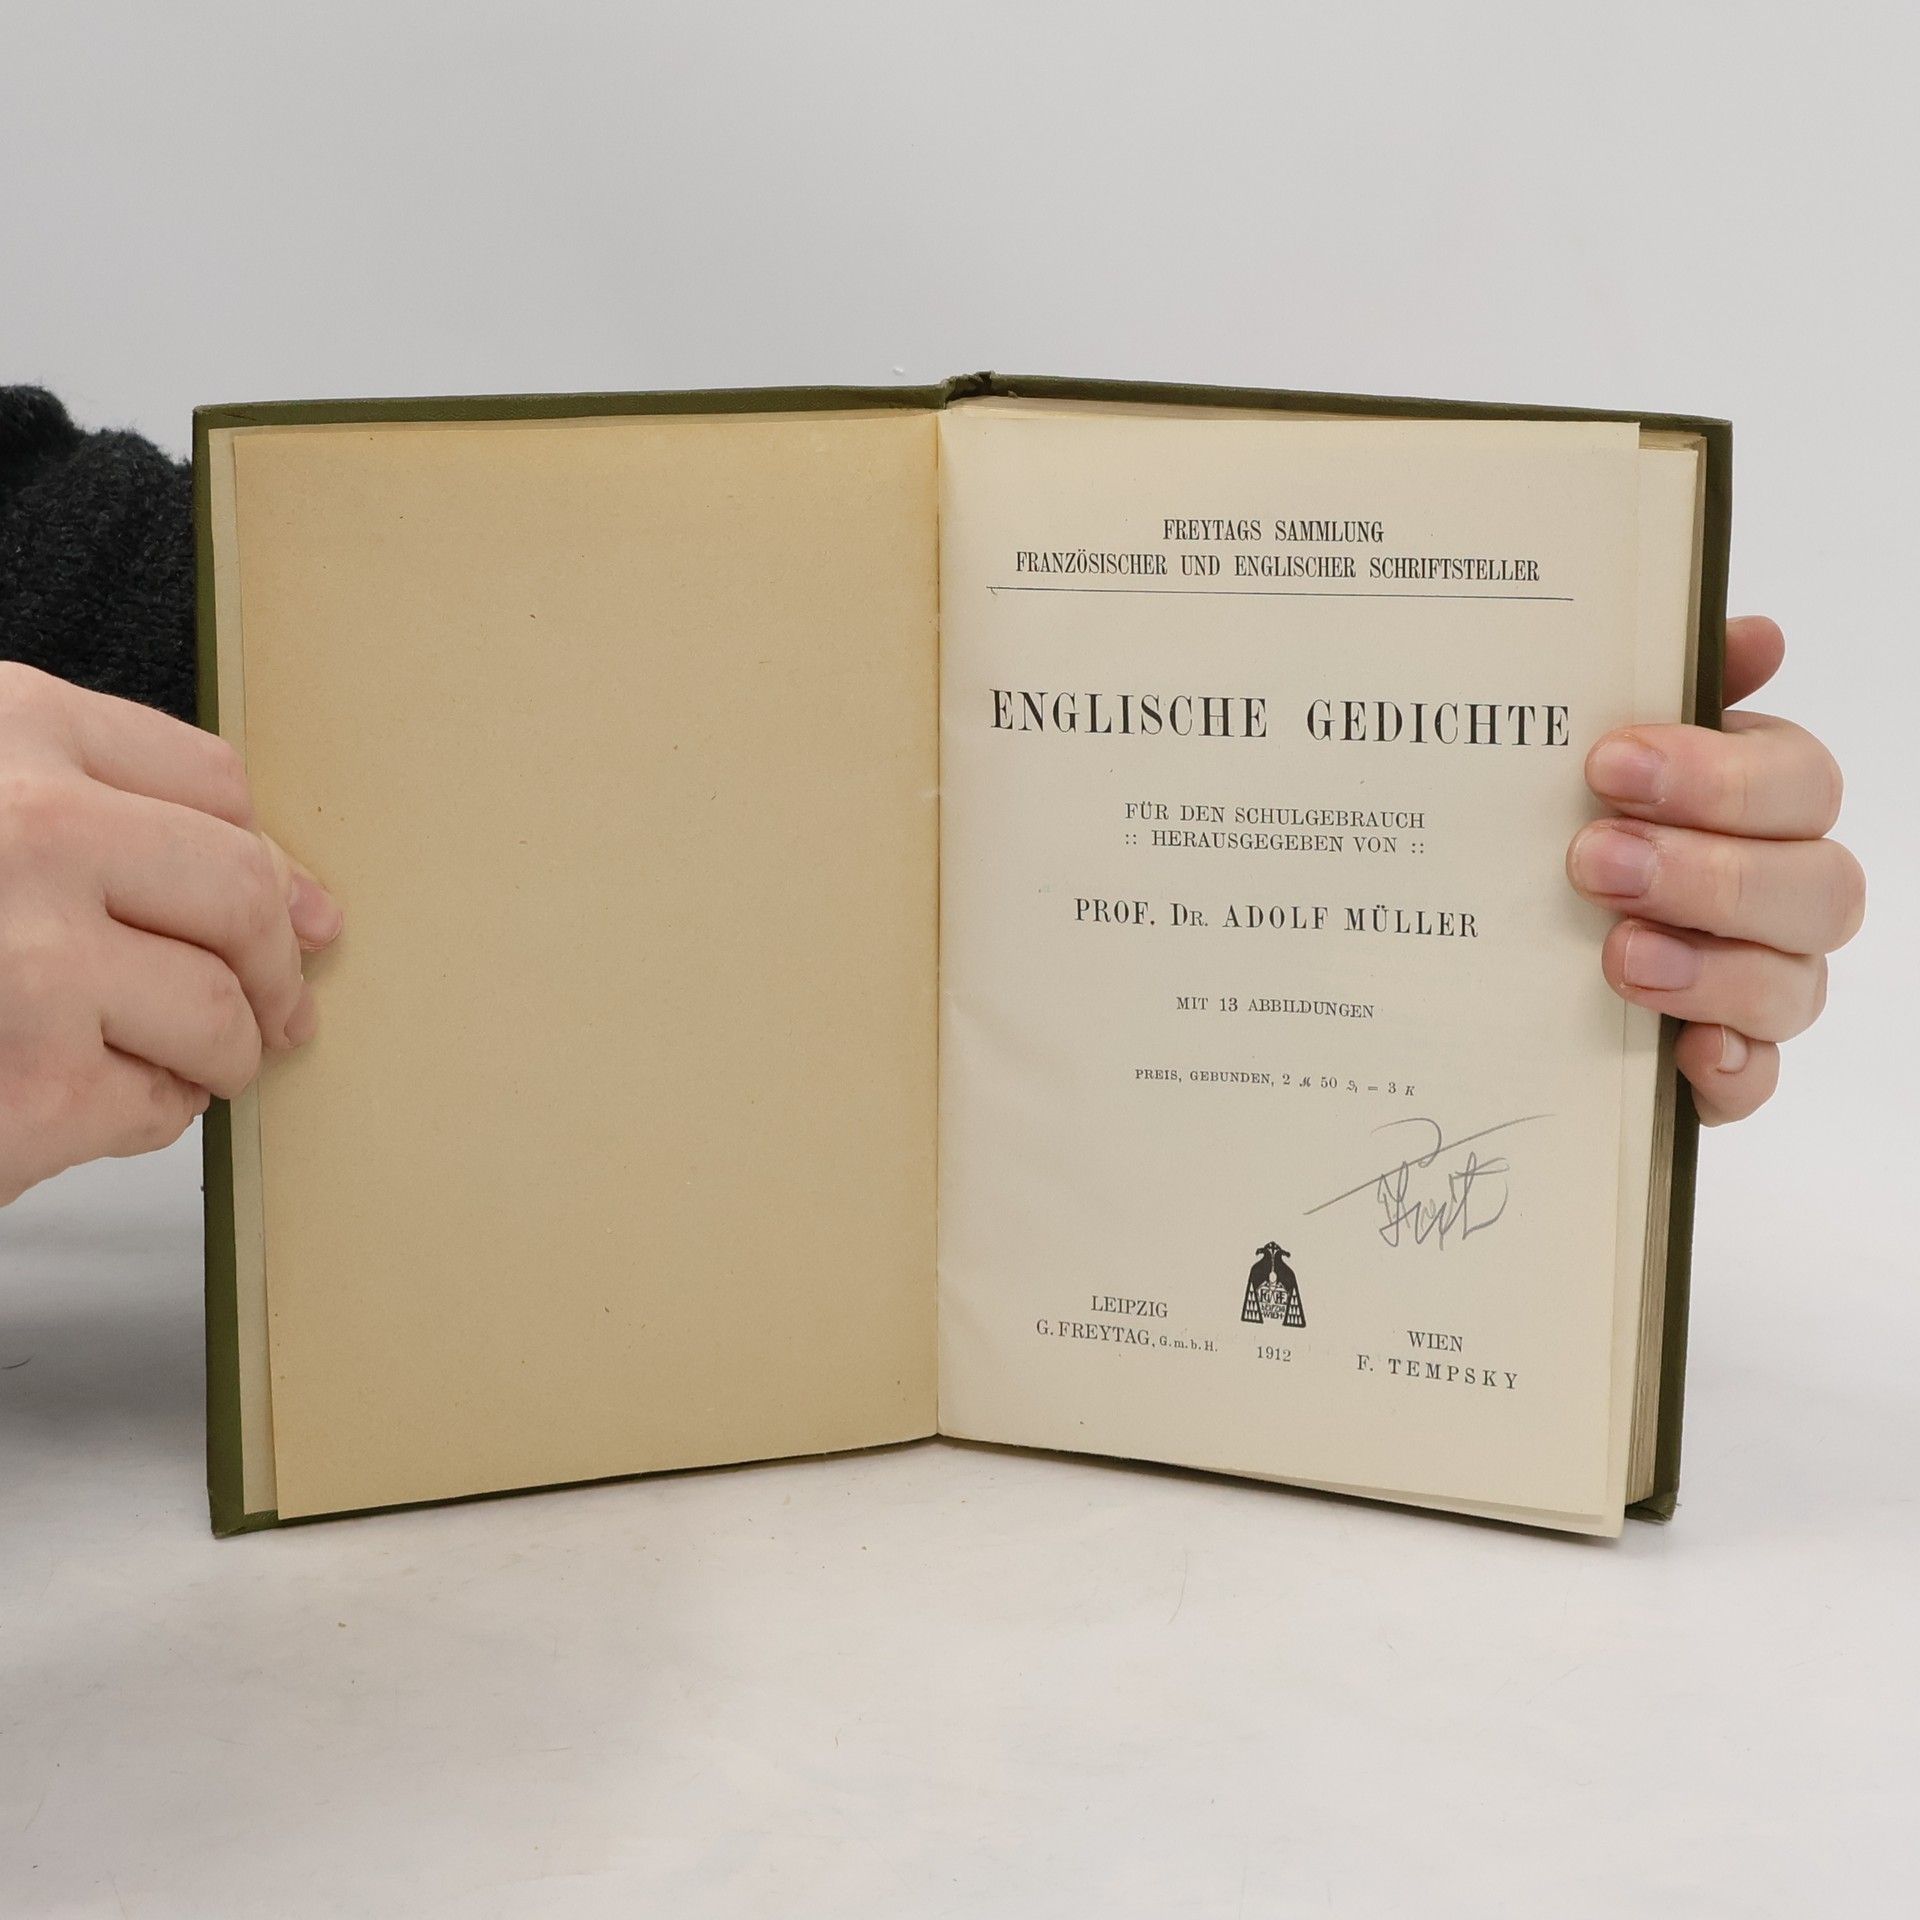 FREYTAGS SAMMLUNG
FRANZÖSISCHER UND ENGLISCHER SCHRIFTSTELLER
ENGLISCHE GEDICHTE
FÜR DEN SCHULGEBRAUCH
:: HERAUSGEGEBEN VON ::
PROF. DR. ADOLF MÜLLER
MIT 13 ABBILDUNGEN
PREIS, GEBUNDEN, 2 ℳ 50 ₰ = 3 K
LEIPZIG
G. FREYTAG, G.m.b.H.
1912
WIEN
F. TEMPSKY